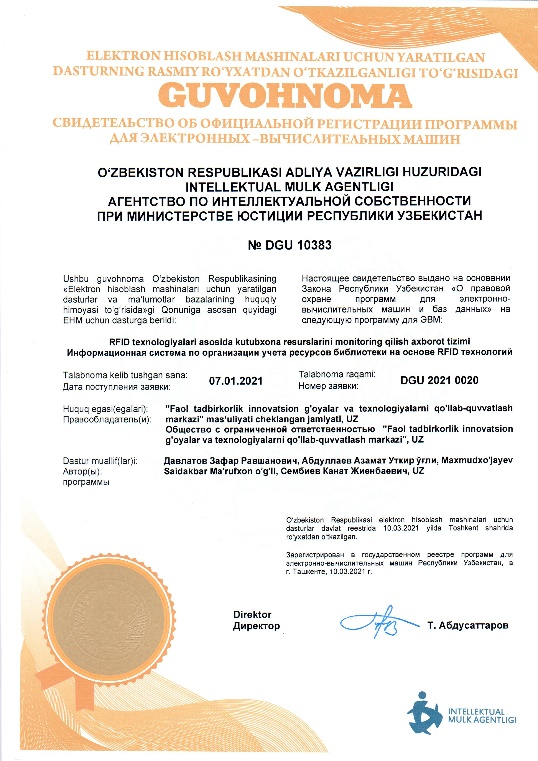 ELEKTRON HISOBLASH MASHINALARI UCHUN YARATILGAN
DASTURNING RASMIY RO'YXATDAN O'TKAZILGANLIGI TO'G'RISIDAGI
GUVOHNOMA
СВИДЕТЕЛЬСТВО ОБ ОФИЦИАЛЬНОЙ РЕГИСТРАЦИИ ПРОГРАММЫ
ДЛЯ ЭЛЕКТРОННЫХ –ВЫЧИСЛИТЕЛЬНЫХ МАШИН
O'ZBEKISTON RESPUBLIKASI ADLIYA VAZIRLIGI HUZURIDAGI
INTELLEKTUAL MULK AGENTLIGI
АГЕНТСТВО ПО ИНТЕЛЛЕКТУАЛЬНОЙ СОБСТВЕННОСТИ
ПРИ МИНИСТЕРСТВЕ ЮСТИЦИИ РЕСПУБЛИКИ УЗБЕКИСТАН
№ DGU 10383
Ushbu guvohnoma O'zbekiston Respublikasining
«Elektron hisoblash mashinalari uchun yaratilgan
dasturlar va ma'lumotlar bazalarining huquqiy
himoyasi to'g'risida»gi Qonuniga asosan quyidagi
EHM uchun dasturga berildi:
Настоящее свидетельство выдано на основании
Закона Республики Узбекистан «О правовой
охране программ для электронно-
вычислительных машин и баз данных» на
следующую программу для ЭВМ:
RFID texnologiyalari asosida kutubxona resurslarini monitoring qilish axborot tizimi
Информационная система по организации учета ресурсов библиотеки на основе RFID технологий
Talabnoma kelib tushgan sana:
Дата поступления заявки:
07.01.2021
Talabnoma raqami:
Номер заявки:
DGU 2021 0020
Huquq egasi(egalari):
Правообладатель(и):
"Faol tadbirkorlik innovatsion g'oyalar va texnologiyalarni qo'llab-quvvatlash
markazi" mas'uliyati cheklangan jamiyati, UZ
Общество с ограниченной ответственностью "Faol tadbirkorlik innovatsion
g'oyalar va texnologiyalarni qo'llab-quvvatlash markazi", UZ
Dastur muallif(lar)i:
Автор(ы)
программы
Давлатов Зафар Равшанович, Абдуллаев Азамат Уткир ўғли, Maxmudxo'jayev
Saidakbar Ma'rufxon o'g'li, Сембиев Канат Жиенбаевич, UZ
O'zbekiston Respublikasi elektron hisoblash mashinalari uchun
dasturlar davlat reestrida 10.03.2021 yilda Toshkent shahrida
ro'yxatdan o'tkazilgan.
Зарегистрирован в государственном реестре программ для
электронно-вычислительных машин Республики Узбекистан, в
г. Ташкенте, 10.03.2021 г.
Direktor
Директор
Т. Абдусаттаров
INTELLEKTUAL
MULK AGENTLIGI